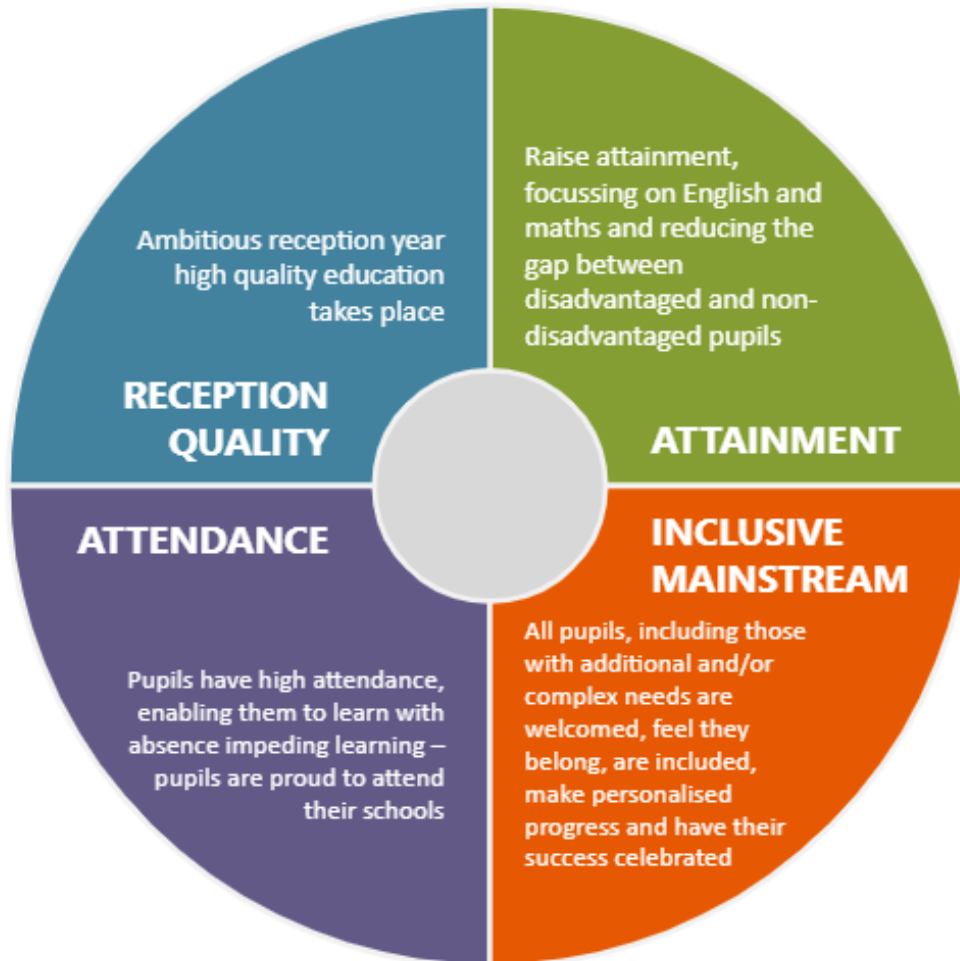 Ambitious reception year
high quality education
takes place
RECEPTION
QUALITY
Raise attainment,
focussing on English and
maths and reducing the
gap between
disadvantaged and non-
disadvantaged pupils
ATTAINMENT
ATTENDANCE
Pupils have high attendance,
enabling them to learn with
absence impeding learning –
pupils are proud to attend
their schools
INCLUSIVE
MAINSTREAM
All pupils, including those
with additional and/or
complex needs are
welcomed, feel they
belong, are included,
make personalised
progress and have their
success celebrated